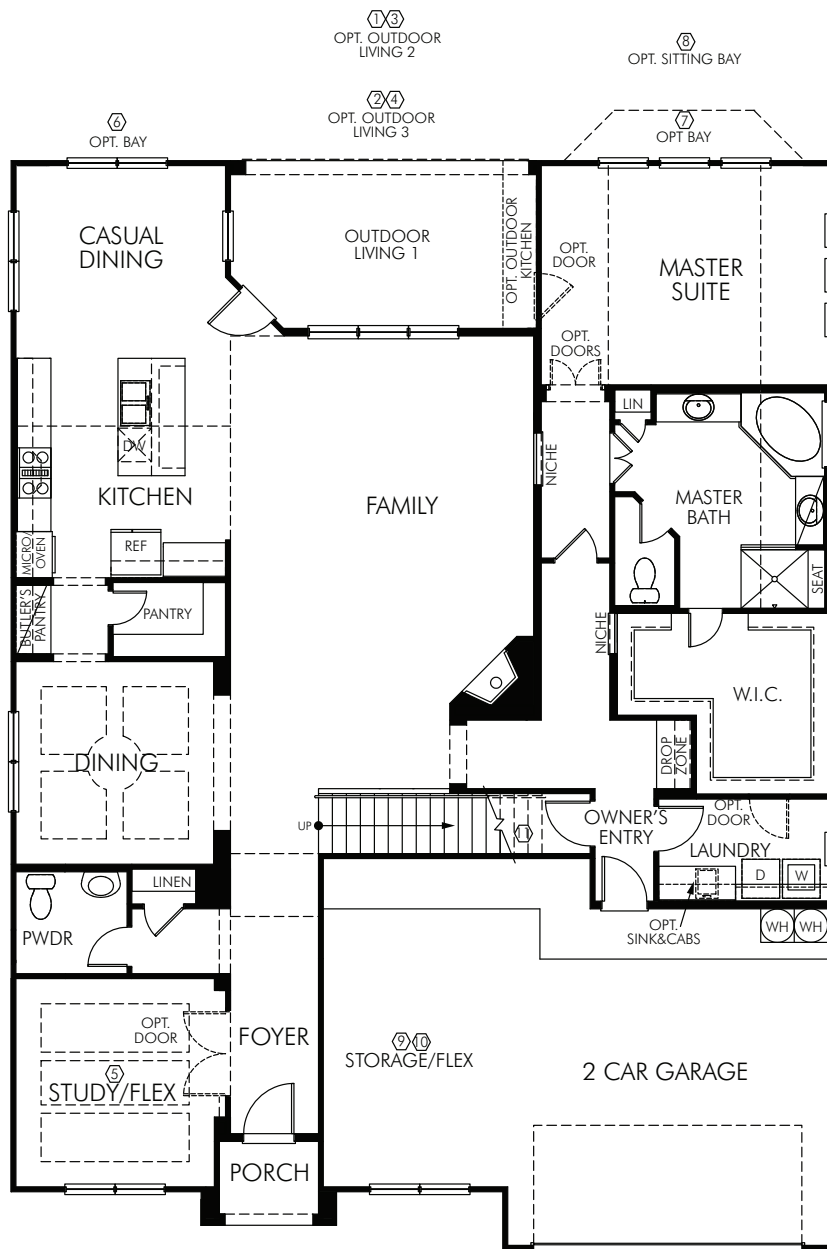 1 3
OPT. OUTDOOR
LIVING 2
8
OPT. SITTING BAY
2 4
OPT. OUTDOOR
LIVING 3
6
OPT. BAY
7
OPT BAY
CASUAL
DINING
OUTDOOR
LIVING 1
OPT. OUTDOOR
KITCHEN
OPT.
DOOR
MASTER
SUITE
OPT.
DOORS
LIN
DW
NICHE
KITCHEN
FAMILY
MASTER
BATH
MICRO/
OVEN
REF
SEAT
BUTLER'S
PANTRY
PANTRY
NICHE
W.I.C.
DINING
DROP
ZONE
UP
11
OWNER'S
ENTRY
OPT.
DOOR
LAUNDRY
D
W
LINEN
PWDR
OPT.
SINK&CABS
WH
WH
OPT.
DOOR
FOYER
5
STUDY/FLEX
9 10
STORAGE/FLEX
2 CAR GARAGE
PORCH